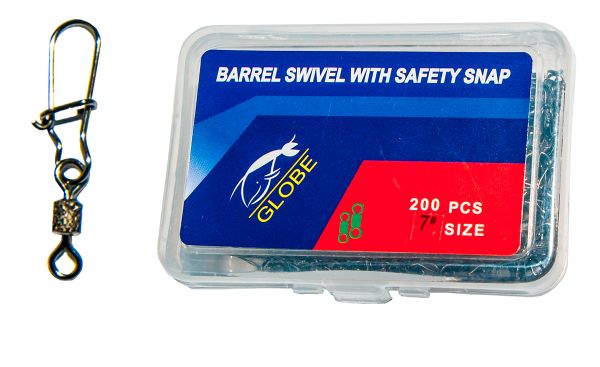 BARREL SWIVEL WITH SAFETY SNAP
GLOBE
200 PCS
7# SIZE